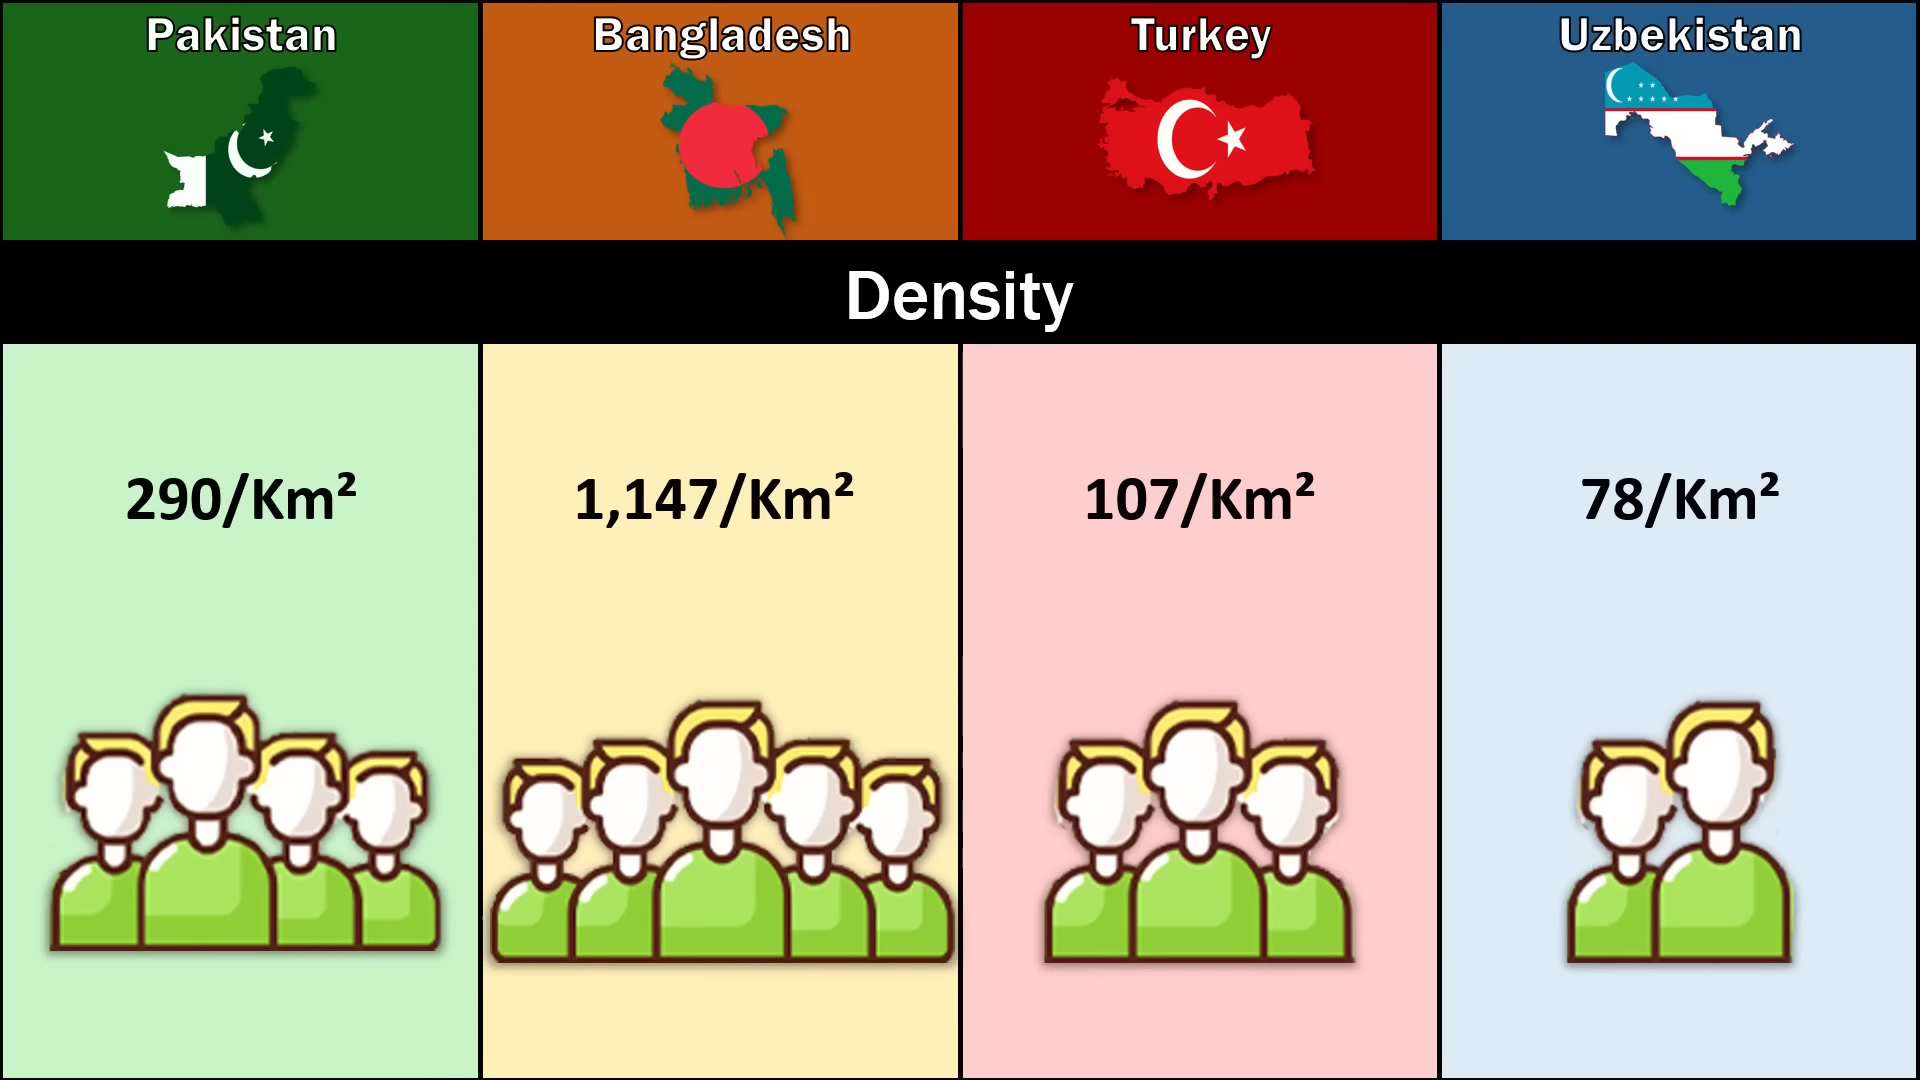 Pakistan
Bangladesh
Turkey
Uzbekistan
Density
290/Km²
1,147/Km²
107/Km²
78/Km²